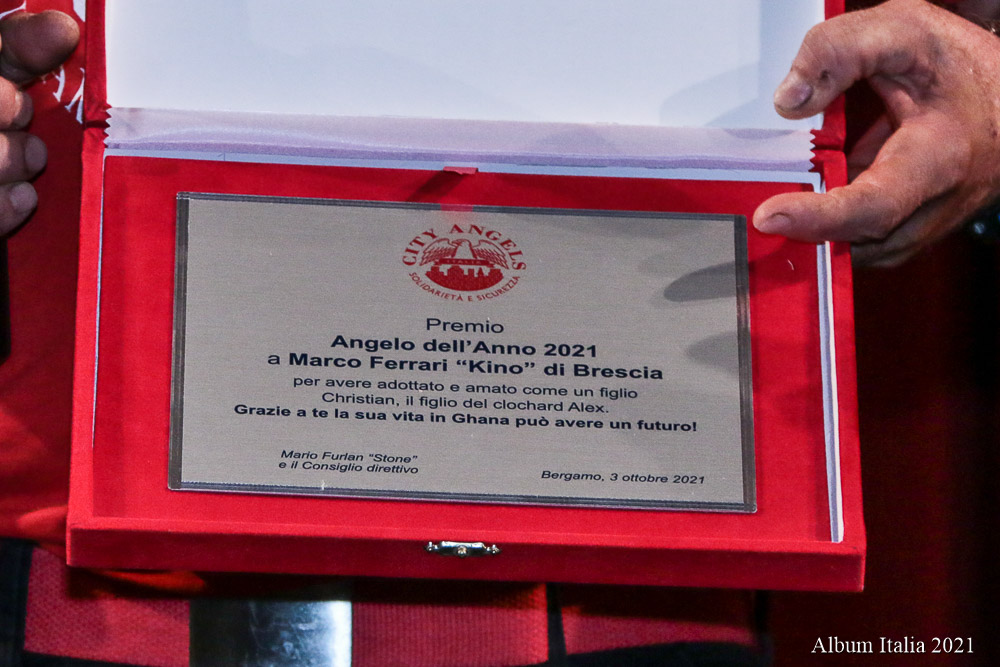 CITY ANGELS
ITALIA
SOLIDARIETÀ E SICUREZZA
Premio
Angelo dell'Anno 2021
a Marco Ferrari “Kino” di Brescia
per avere adottato e amato come un figlio
Christian, il figlio del clochard Alex.
Grazie a te la sua vita in Ghana può avere un futuro!
Mario Furlan “Stone”
e il Consiglio direttivo
Bergamo, 3 ottobre 2021
Album Italia 2021